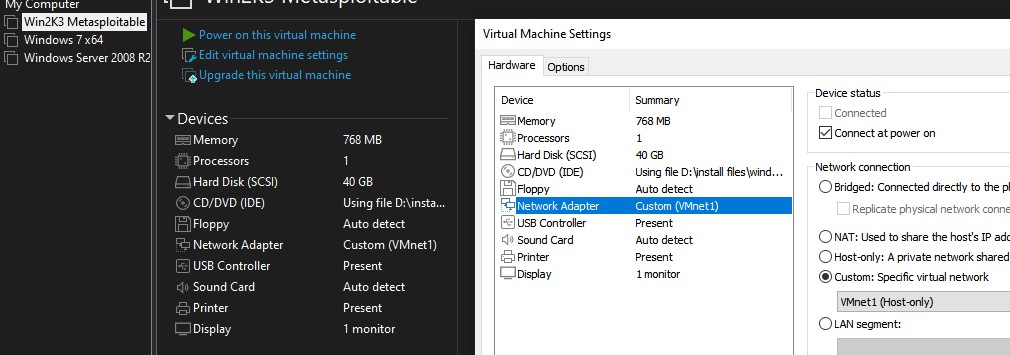 My Computer
Win2K3 Metasploitable
Windows 7 x64
Windows Server 2008 R2
Win2K3 Metasploitable
Power on this virtual machine
Edit virtual machine settings
Upgrade this virtual machine
Devices
Memory 768 MB
Processors 1
Hard Disk (SCSI) 40 GB
CD/DVD (IDE) Using file D:\insta...
Floppy Auto detect
Network Adapter Custom (VMnet1)
USB Controller Present
Sound Card Auto detect
Printer Present
Display 1 monitor
Virtual Machine Settings
Hardware Options
Device Summary
Memory 768 MB
Processors 1
Hard Disk (SCSI) 40 GB
CD/DVD (IDE) Using file D:\install files\wind...
Floppy Auto detect
Network Adapter Custom (VMnet1)
USB Controller Present
Sound Card Auto detect
Printer Present
Display 1 monitor
Device status
Connected
Connect at power on
Network connection
Bridged: Connected directly to the
Replicate physical network
NAT: Used to share the host's IP
Host-only: A private network shared
Custom: Specific virtual network
VMnet1 (Host-only)
LAN segment: